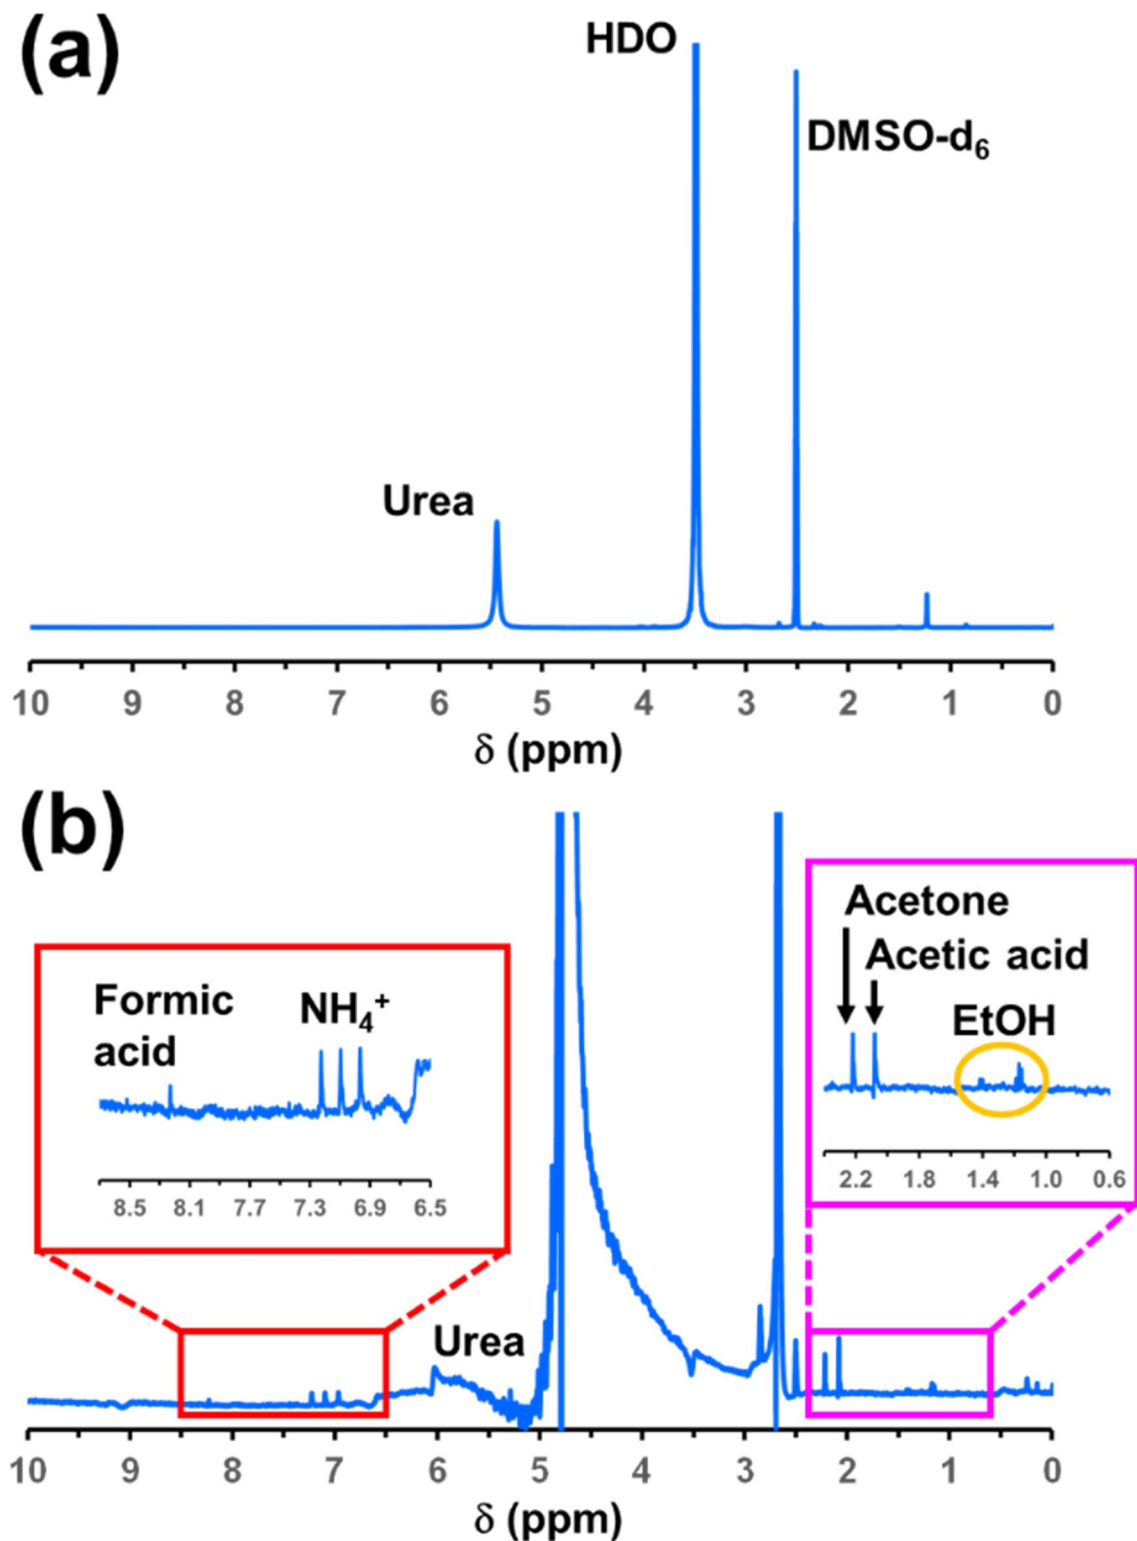 (a)
HDO
DMSO-d₆
Urea
10 9 8 7 6 5 4 3 2 1 0
δ (ppm)
(b)
Formic
acid
NH₄⁺
8.5 8.1 7.7 7.3 6.9 6.5
Acetone
Acetic acid
EtOH
2.2 1.8 1.4 1.0 0.6
Urea
10 9 8 7 6 5 4 3 2 1 0
δ (ppm)